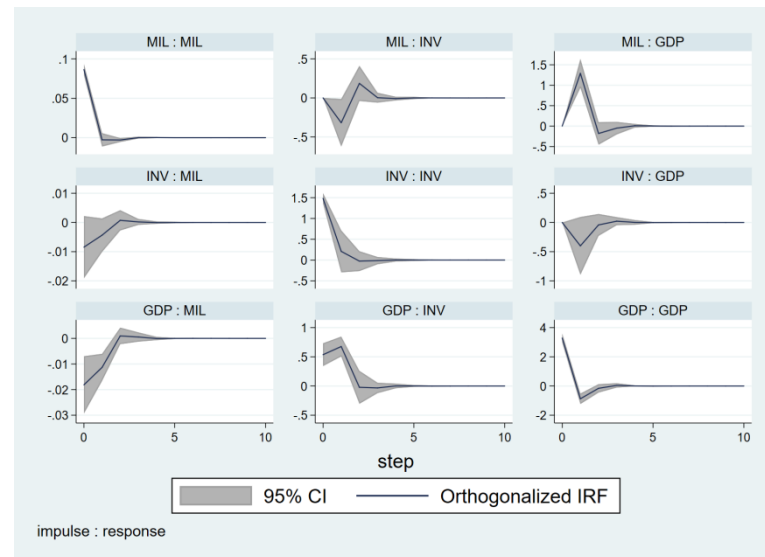 MIL : MIL MIL : INV MIL : GDP
.1 .5 1.5
.05 0 1
0 -.5 .5
0
-.5
INV : MIL INV : INV INV : GDP
.01 1.5 .5
0 1 0
-.01 .5 -.5
-.02 0 -1
-.5
GDP : MIL GDP : INV GDP : GDP
0 1 4
-.01 .5 2
-.02 0 0
-.03 -.5 -2
0 5 10 0 5 10 0 5 10
step
95% CI Orthogonalized IRF
impulse : response